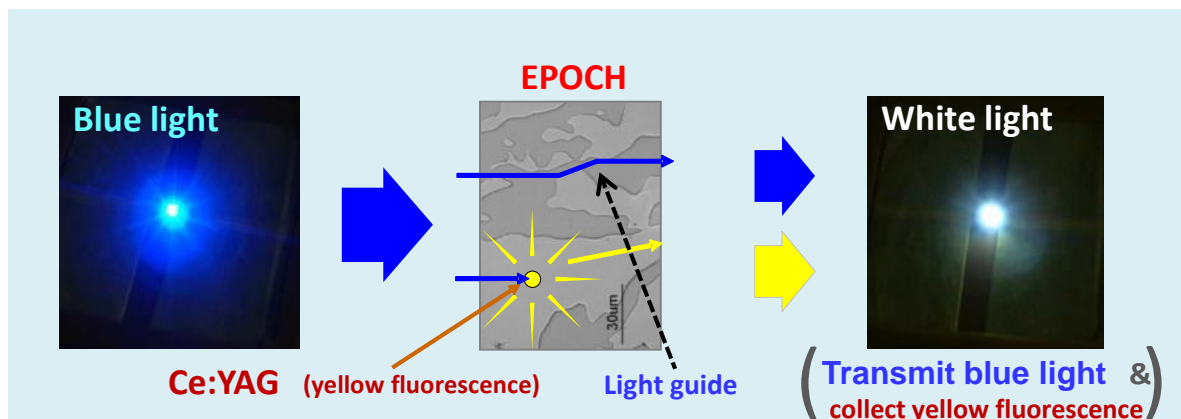 EPOCH
Blue light
White light
30um
Ce:YAG (yellow fluorescence)
Light guide
(Transmit blue light &
collect yellow fluorescence)